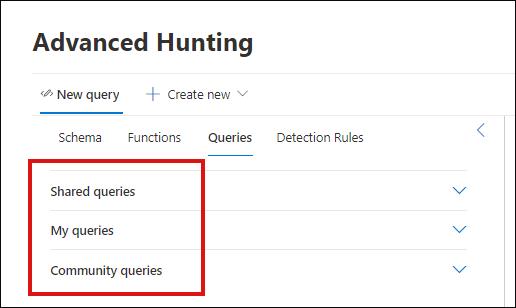 Advanced Hunting
New query Create new
Schema Functions Queries Detection Rules
Shared queries
My queries
Community queries